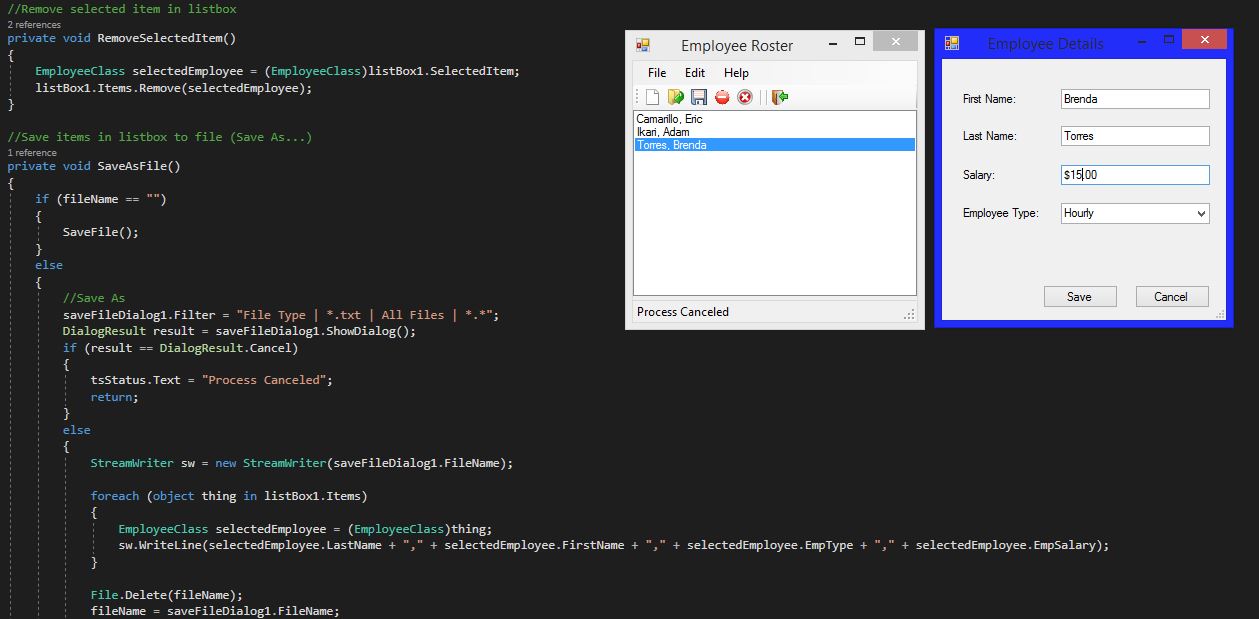 //Remove selected item in listbox
2 references
private void RemoveSelectedItem()
{
EmployeeClass selectedEmployee = (EmployeeClass)listBox1.SelectedItem;
listBox1.Items.Remove(selectedEmployee);
}
//Save items in listbox to file (Save As...)
1 reference
private void SaveAsFile()
{
if (fileName == "")
{
SaveFile();
}
else
{
//Save As
saveFileDialog1.Filter = "File Type | *.txt | All Files | *.*";
DialogResult result = saveFileDialog1.ShowDialog();
if (result == DialogResult.Cancel)
{
tsStatus.Text = "Process Canceled";
return;
}
else
{
StreamWriter sw = new StreamWriter(saveFileDialog1.FileName);
foreach (object thing in listBox1.Items)
{
EmployeeClass selectedEmployee = (EmployeeClass)thing;
sw.WriteLine(selectedEmployee.LastName + "," + selectedEmployee.FirstName + "," + selectedEmployee.EmpType + "," + selectedEmployee.EmpSalary);
}
File.Delete(fileName);
fileName = saveFileDialog1.FileName;
Employee Roster
File Edit Help
Camarillo, Eric
Ikari, Adam
Torres, Brenda
Process Canceled
Employee Details
First Name: Brenda
Last Name: Torres
Salary: $15.00
Employee Type: Hourly
Save Cancel